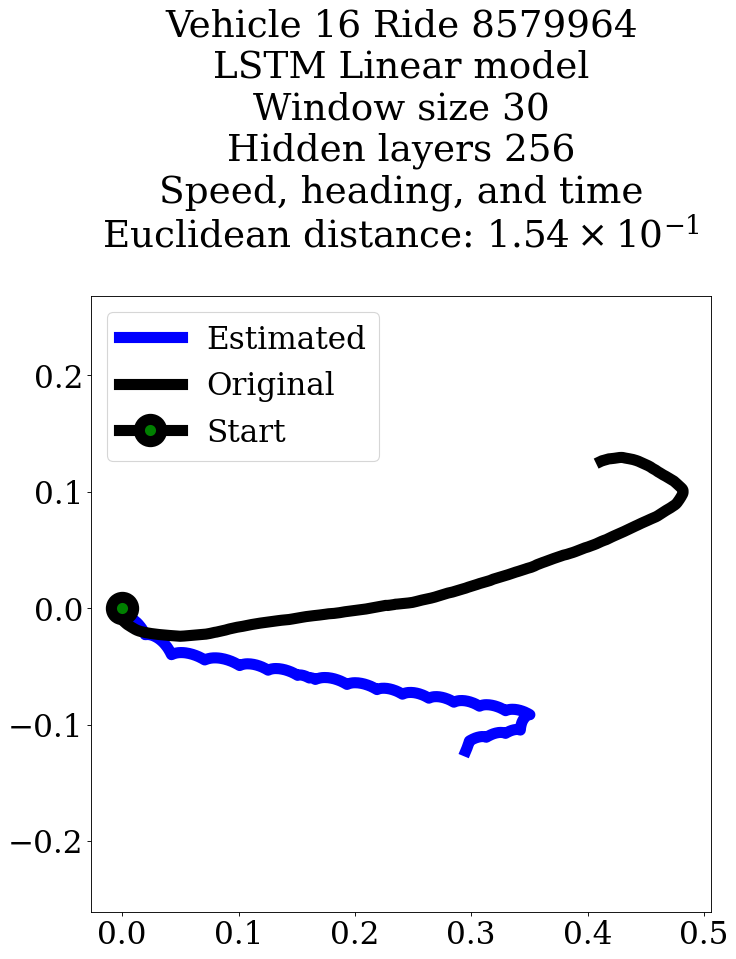 Vehicle 16 Ride 8579964
LSTM Linear model
Window size 30
Hidden layers 256
Speed, heading, and time
Euclidean distance: 1.54 × 10⁻¹
Estimated
Original
Start
0.2
0.1
0.0
−0.1
−0.2
0.0 0.1 0.2 0.3 0.4 0.5